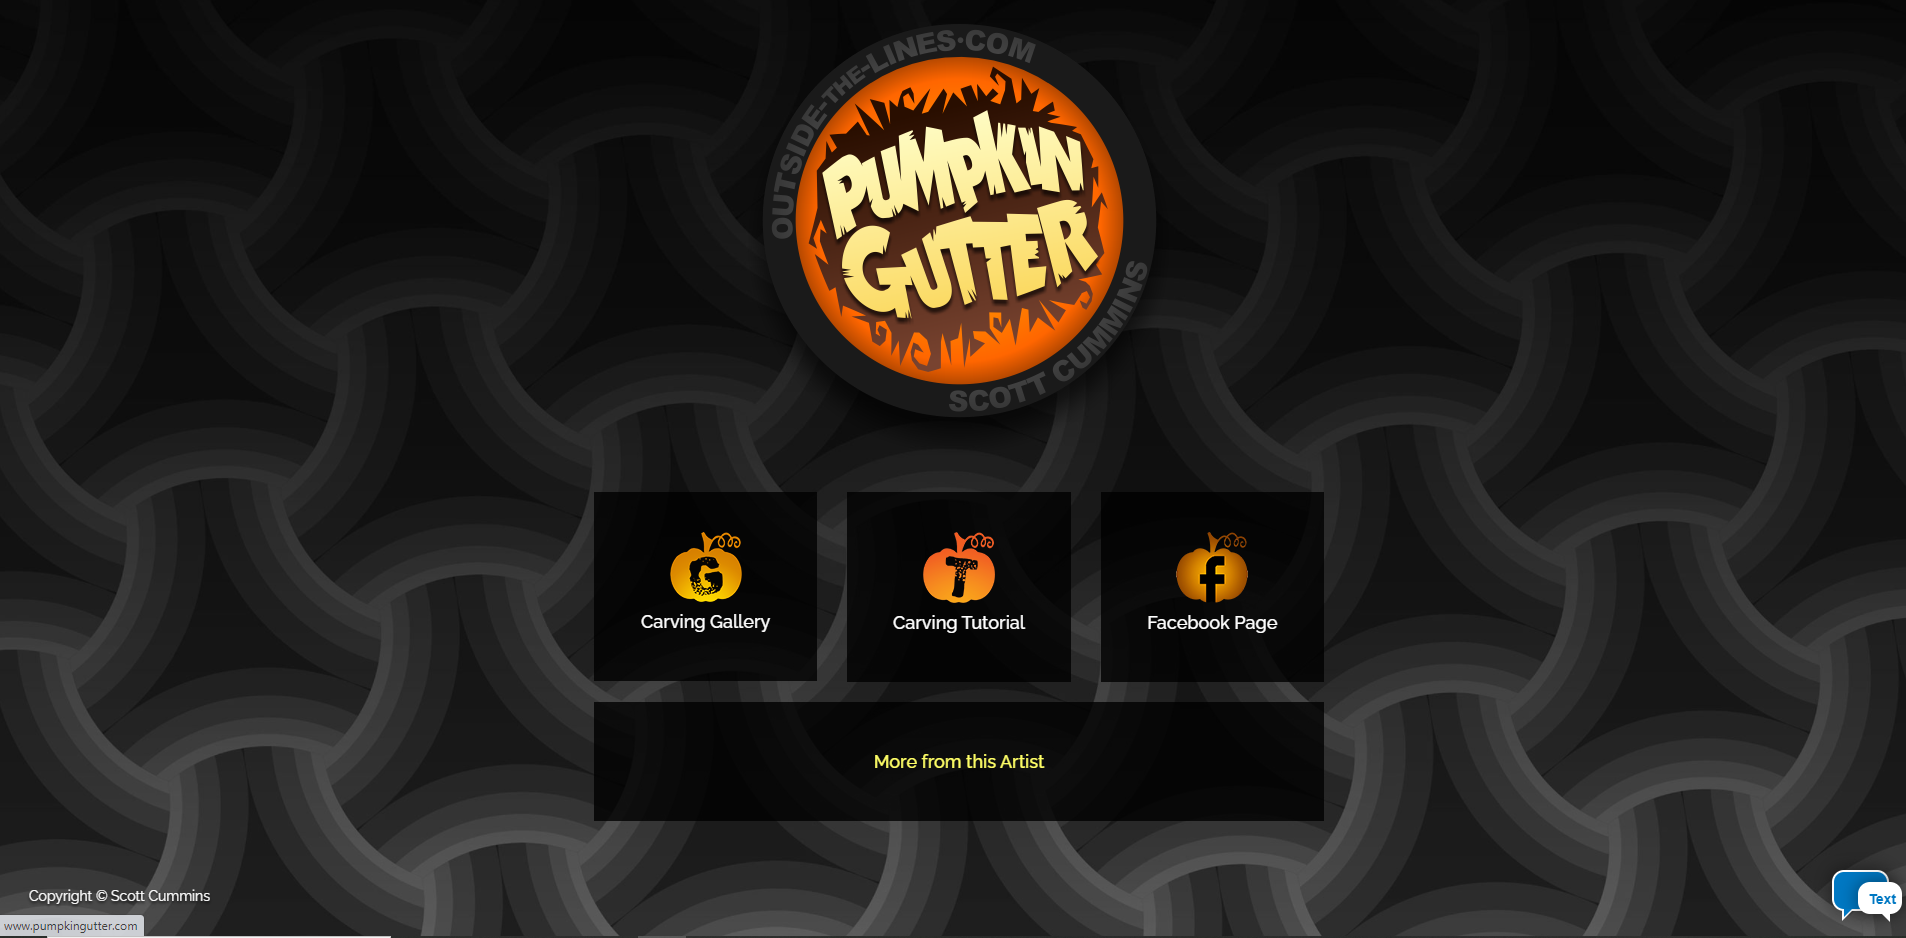 OUTSIDE-THE-LINES·COM
PUMPKIN
GUTTER
SCOTT CUMMINS
G
T
f
Carving Gallery
Carving Tutorial
Facebook Page
More from this Artist
Copyright © Scott Cummins
Text
www.pumpkingutter.com